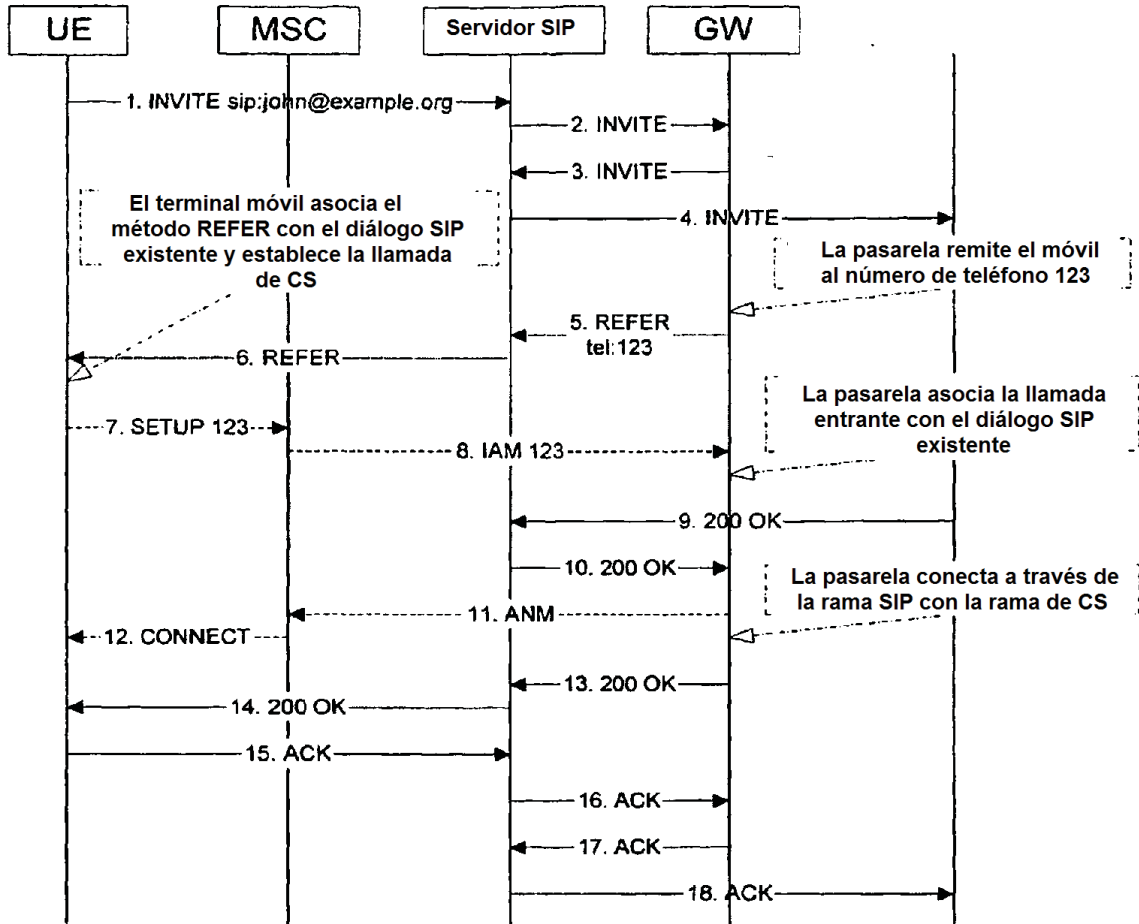 UE
MSC
Servidor SIP
GW
1. INVITE sip:john@example.org
2. INVITE
3. INVITE
El terminal móvil asocia el
método REFER con el diálogo SIP
existente y establece la llamada
de CS
4. INVITE
La pasarela remite el móvil
al número de teléfono 123
5. REFER
tel:123
6. REFER
La pasarela asocia la llamada
entrante con el diálogo SIP
existente
7. SETUP 123
8. IAM 123
9. 200 OK
10. 200 OK
La pasarela conecta a través de
la rama SIP con la rama de CS
11. ANM
12. CONNECT
13. 200 OK
14. 200 OK
15. ACK
16. ACK
17. ACK
18. ACK